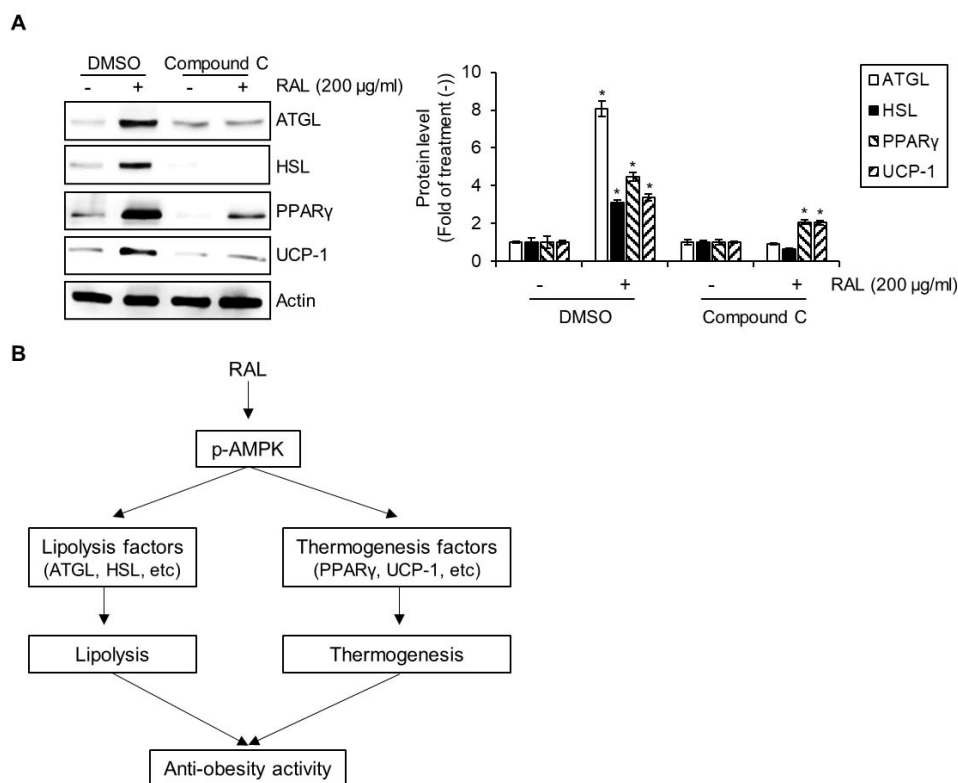 A
DMSO Compound C
- + - + RAL (200 µg/ml)
ATGL
HSL
PPARγ
UCP-1
Actin
Protein level
(Fold of treatment (-))
10
8
6
4
2
0
*
*
*
*
* *
- + - + RAL (200 µg/ml)
DMSO Compound C
ATGL
HSL
PPARγ
UCP-1
B
RAL
p-AMPK
Lipolysis factors
(ATGL, HSL, etc)
Thermogenesis factors
(PPARγ, UCP-1, etc)
Lipolysis
Thermogenesis
Anti-obesity activity